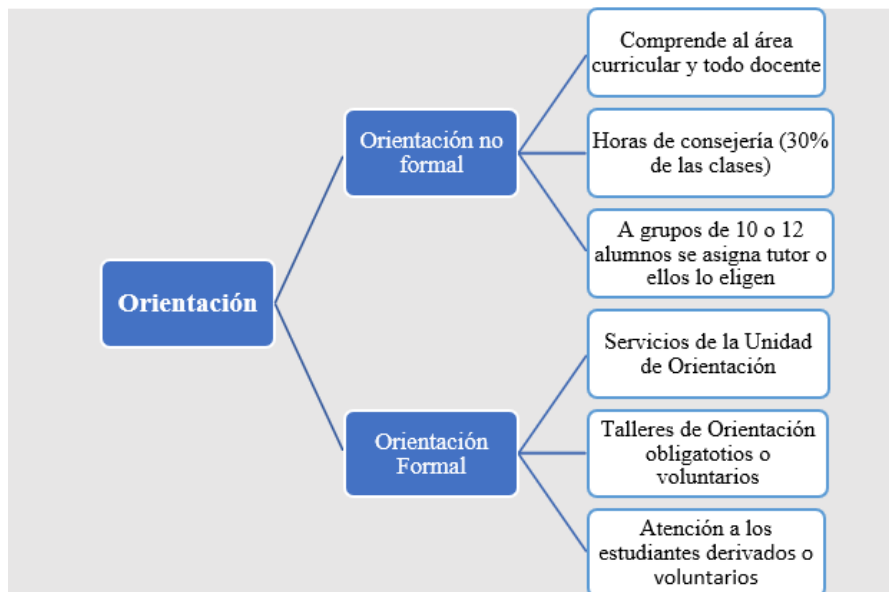 Orientación
Orientación no
formal
Comprende al área
curricular y todo docente
Horas de consejería (30%
de las clases)
A grupos de 10 o 12
alumnos se asigna tutor o
ellos lo eligen
Orientación
Formal
Servicios de la Unidad
de Orientación
Talleres de Orientación
obligatotios o
voluntarios
Atención a los
estudiantes derivados o
voluntarios